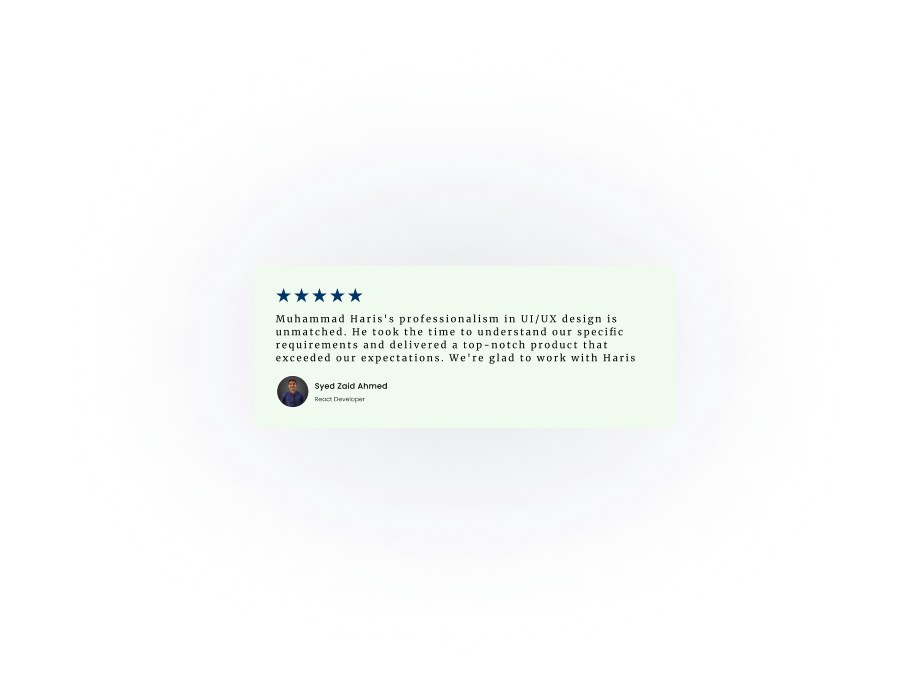 Muhammad Haris's professionalism in UI/UX design is
unmatched. He took the time to understand our specific
requirements and delivered a top-notch product that
exceeded our expectations. We're glad to work with Haris
Syed Zaid Ahmed
React Developer